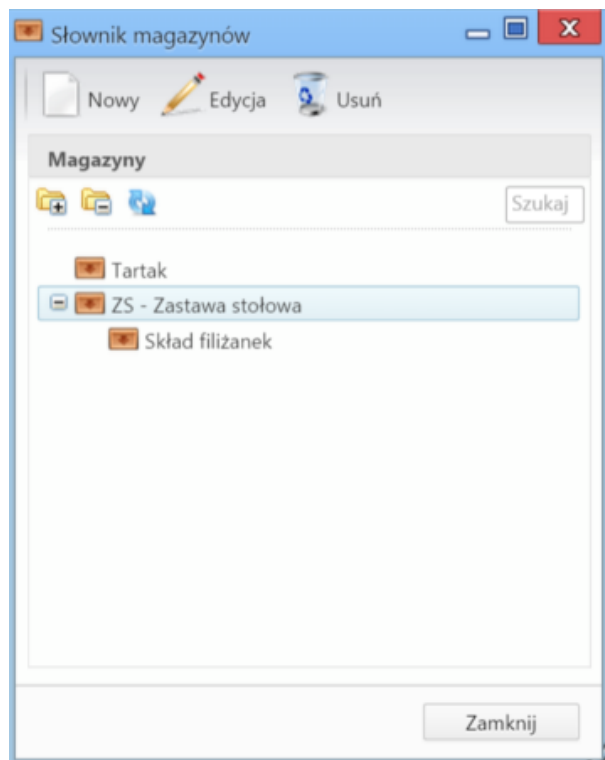 Słownik magazynów
Nowy Edycja Usuń
Magazyny
Szukaj
Tartak
ZS - Zastawa stołowa
Skład filiżanek
Zamknij